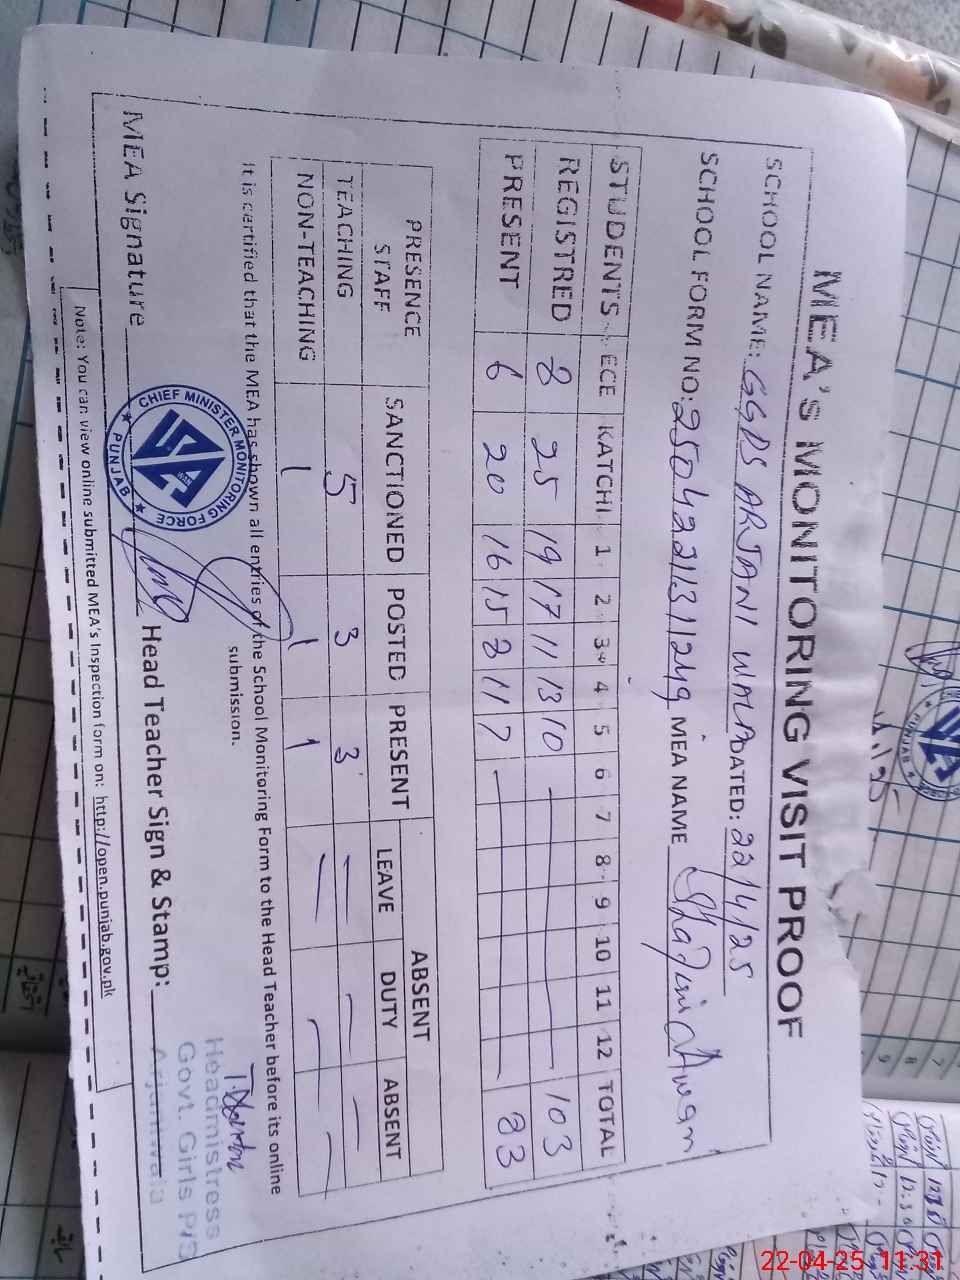 MEA'S MONITORING VISIT PROOF
SCHOOL NAME: GGPS ARJANI WALA DATED: 22/4/25
SCHOOL FORM NO: MEA NAME Awan
STUDENTS ECE KATCHI 1 2 3 4 5 6 7 8 9 10 11 12 TOTAL
REGISTRED 8 25 19 17 11 13 10 — 103
PRESENT 6 20 16 15 8 11 7 — 83
PRESENCE STAFF SANCTIONED POSTED PRESENT ABSENT
LEAVE DUTY ABSENT
TEACHING 5 3 3 — — —
NON-TEACHING 1 1 1 — — —
It is certified that the MEA has shown all entries of the School Monitoring Form to the Head Teacher before its online
submission.
MEA Signature Head Teacher Sign & Stamp:
CHIEF MINISTER MONITORING FORCE
PUNJAB
Headmistress
Govt. Girls P/S
Arjaniwala
Note: You can view online submitted MEA's Inspection form on: http://open.punjab.gov.pk
PUNJAB
22-04-25 11:31